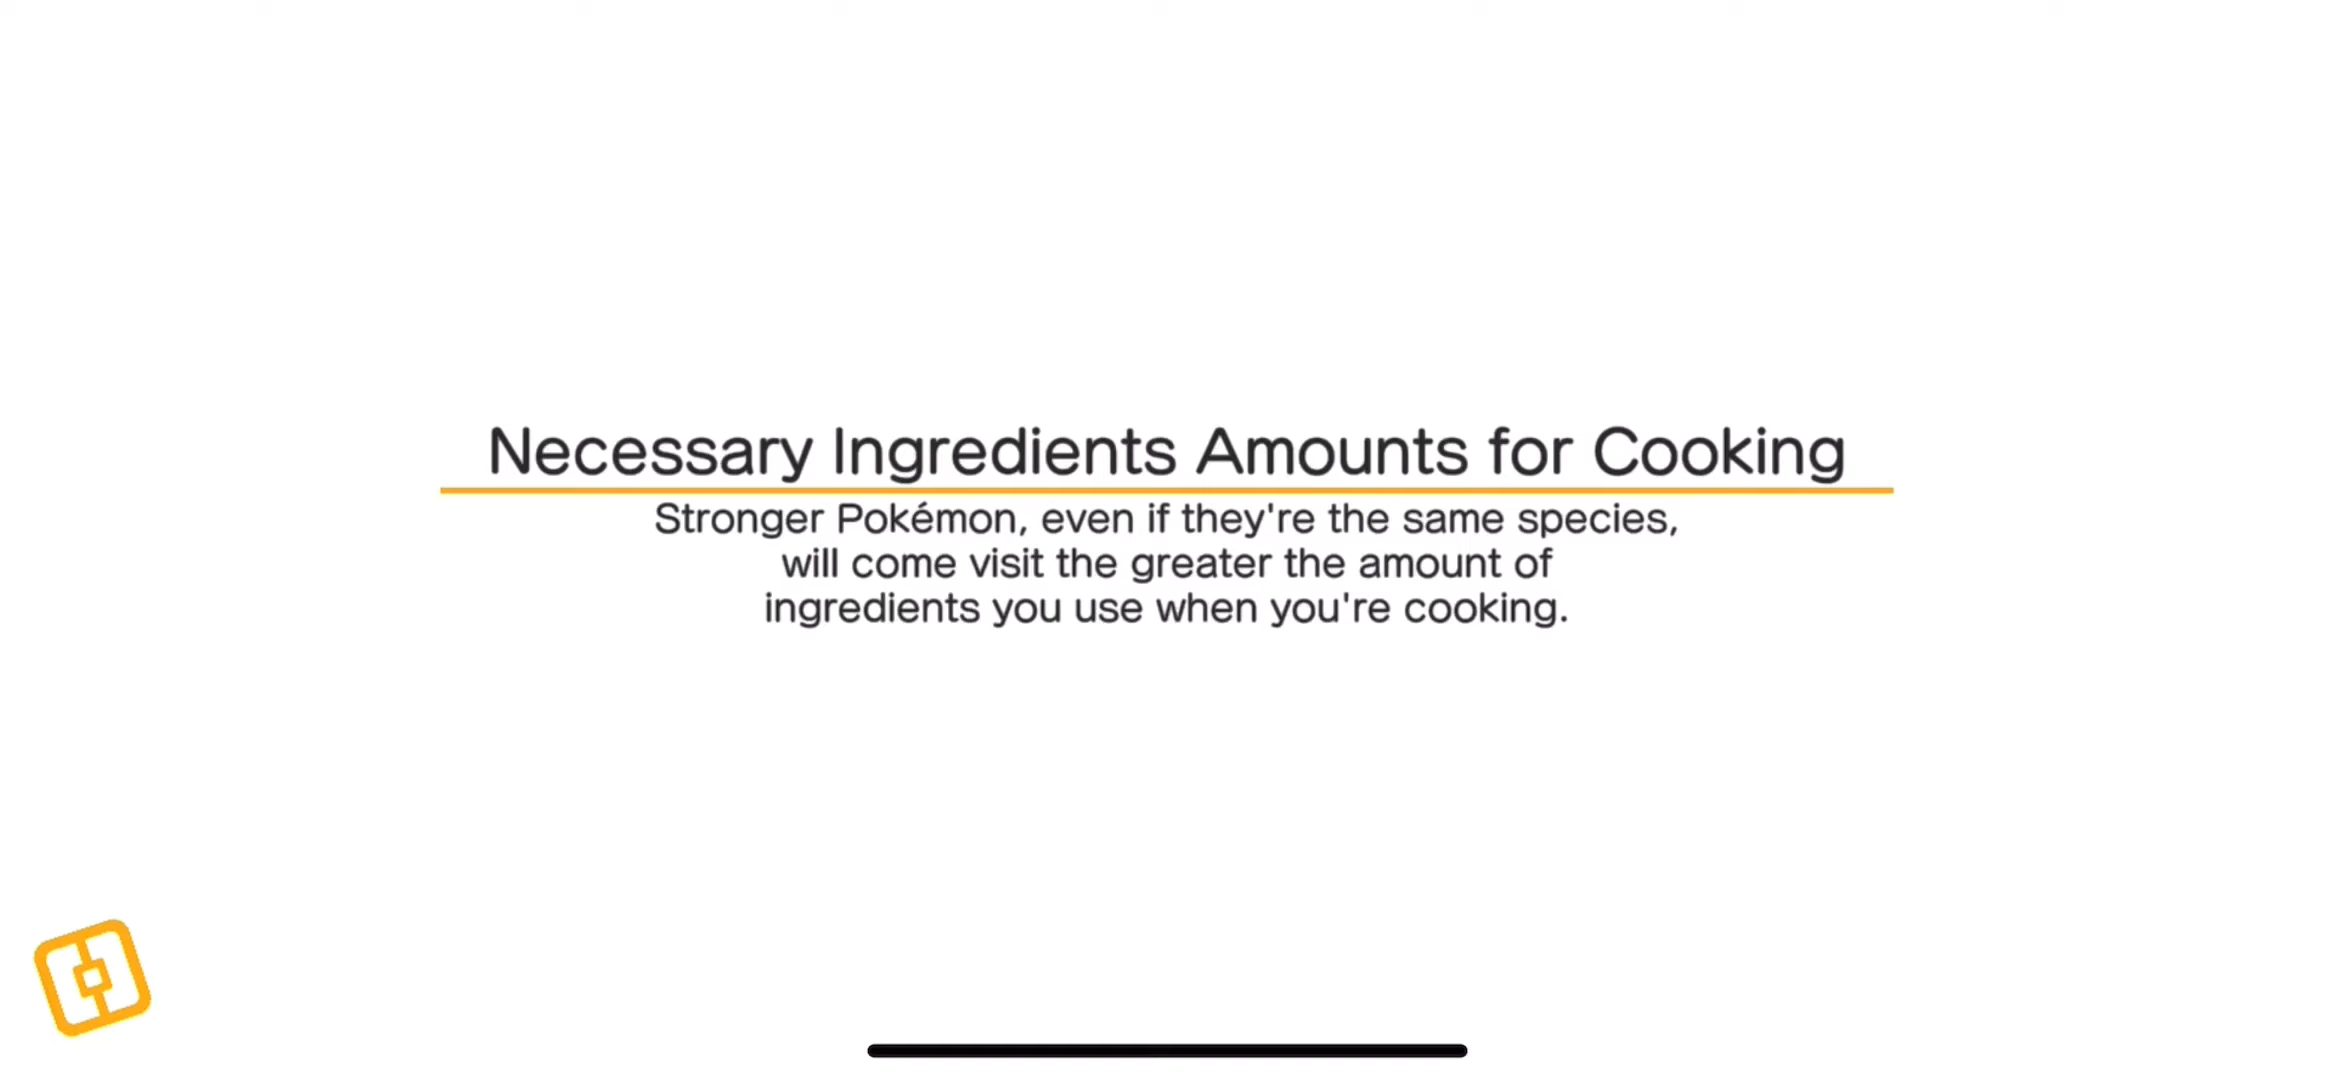 Necessary Ingredients Amounts for Cooking
Stronger Pokémon, even if they're the same species,
will come visit the greater the amount of
ingredients you use when you're cooking.